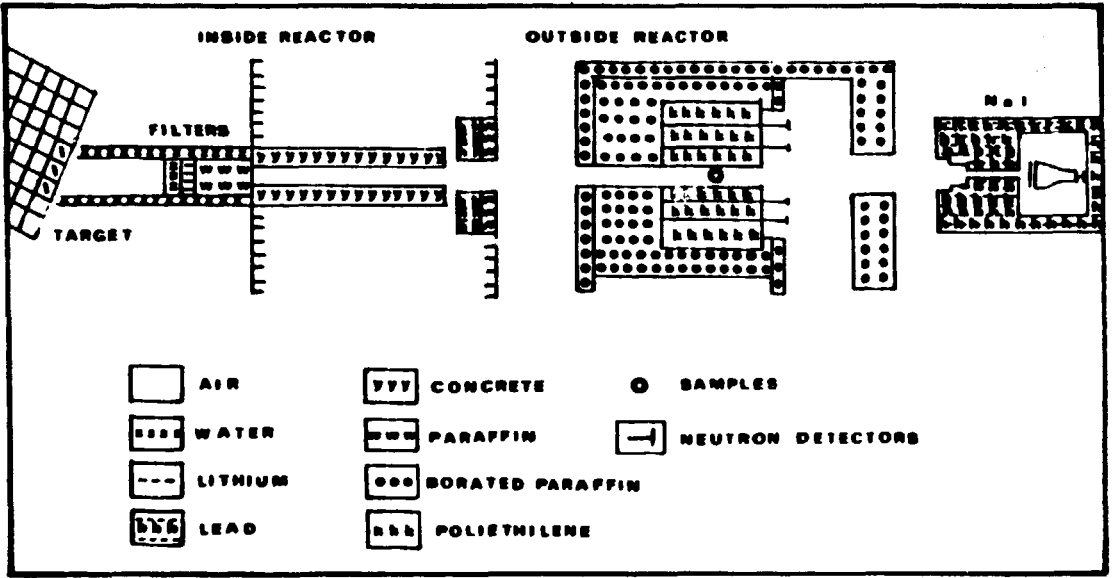 INSIDE REACTOR OUTSIDE REACTOR
NaI
FILTERS
TARGET
AIR CONCRETE SAMPLES
WATER PARAFFIN NEUTRON DETECTORS
LITHIUM BORATED PARAFFIN
LEAD POLIETHILENE